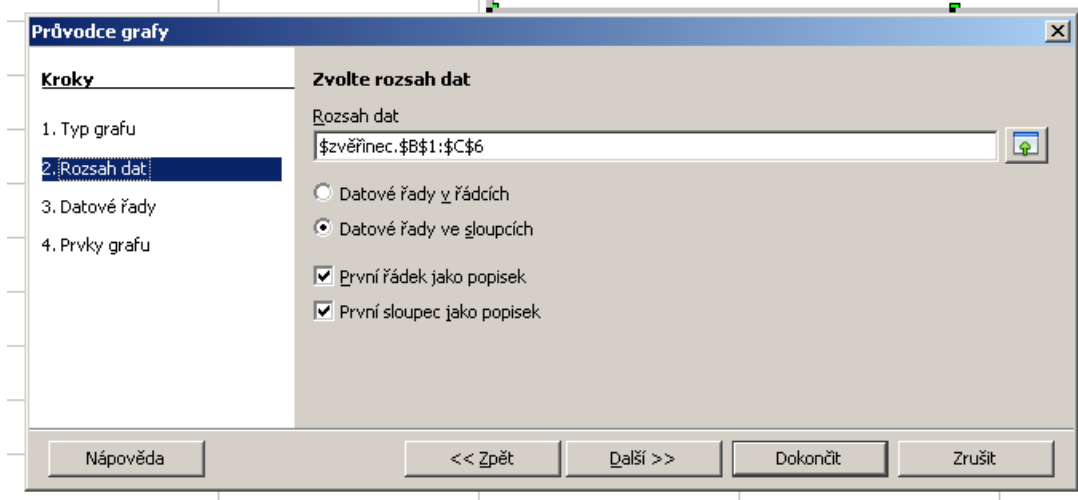 Průvodce grafy
Kroky
1. Typ grafu
2. Rozsah dat
3. Datové řady
4. Prvky grafu
Zvolte rozsah dat
Rozsah dat
$zvěřinec.$B$1:$C$6
Datové řady v řádcích
Datové řady ve sloupcích
První řádek jako popisek
První sloupec jako popisek
Nápověda
<< Zpět
Další >>
Dokončit
Zrušit